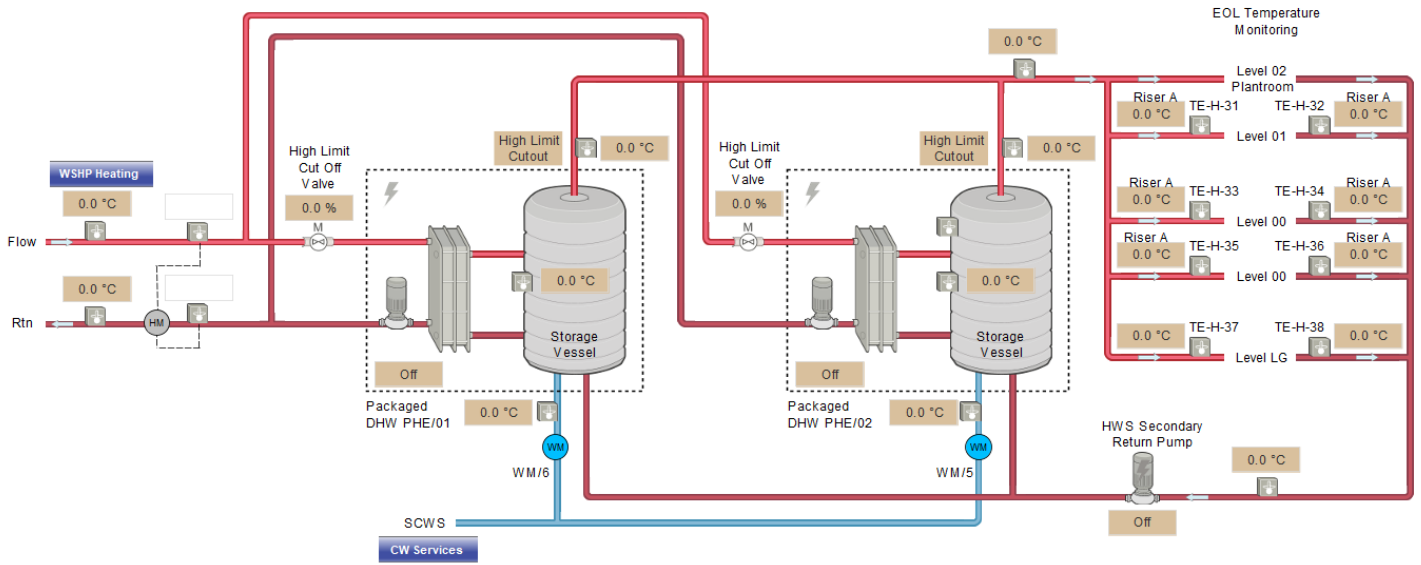 EOL Temperature
Monitoring
0.0 °C
Level 02
Plantroom
Riser A
0.0 °C
TE-H-31
TE-H-32
Riser A
0.0 °C
Level 01
High Limit
Cut Off
Valve
0.0 %
M
High Limit
Cutout
0.0 °C
High Limit
Cut Off
Valve
0.0 %
M
High Limit
Cutout
0.0 °C
WSHP Heating
0.0 °C
Riser A
0.0 °C
TE-H-33
TE-H-34
Riser A
0.0 °C
Level 00
Flow
Riser A
0.0 °C
TE-H-35
TE-H-36
Riser A
0.0 °C
Level 00
0.0 °C
0.0 °C
0.0 °C
Rtn
HM
Storage
Vessel
Storage
Vessel
0.0 °C
TE-H-37
TE-H-38
0.0 °C
Level LG
Off
Off
Packaged
DHW PHE/01
0.0 °C
Packaged
DHW PHE/02
0.0 °C
WM
WM/6
WM
WM/5
HWS Secondary
Return Pump
0.0 °C
Off
SCWS
CW Services